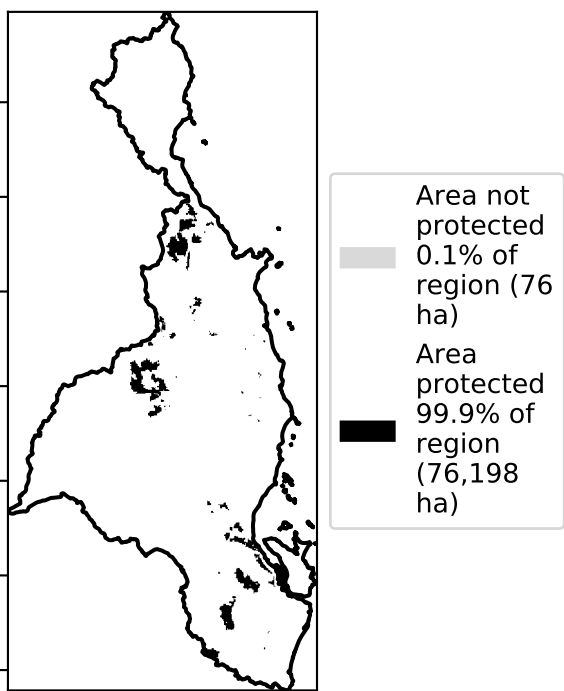 Area not
protected
0.1% of
region (76
ha)
Area
protected
99.9% of
region
(76,198
ha)